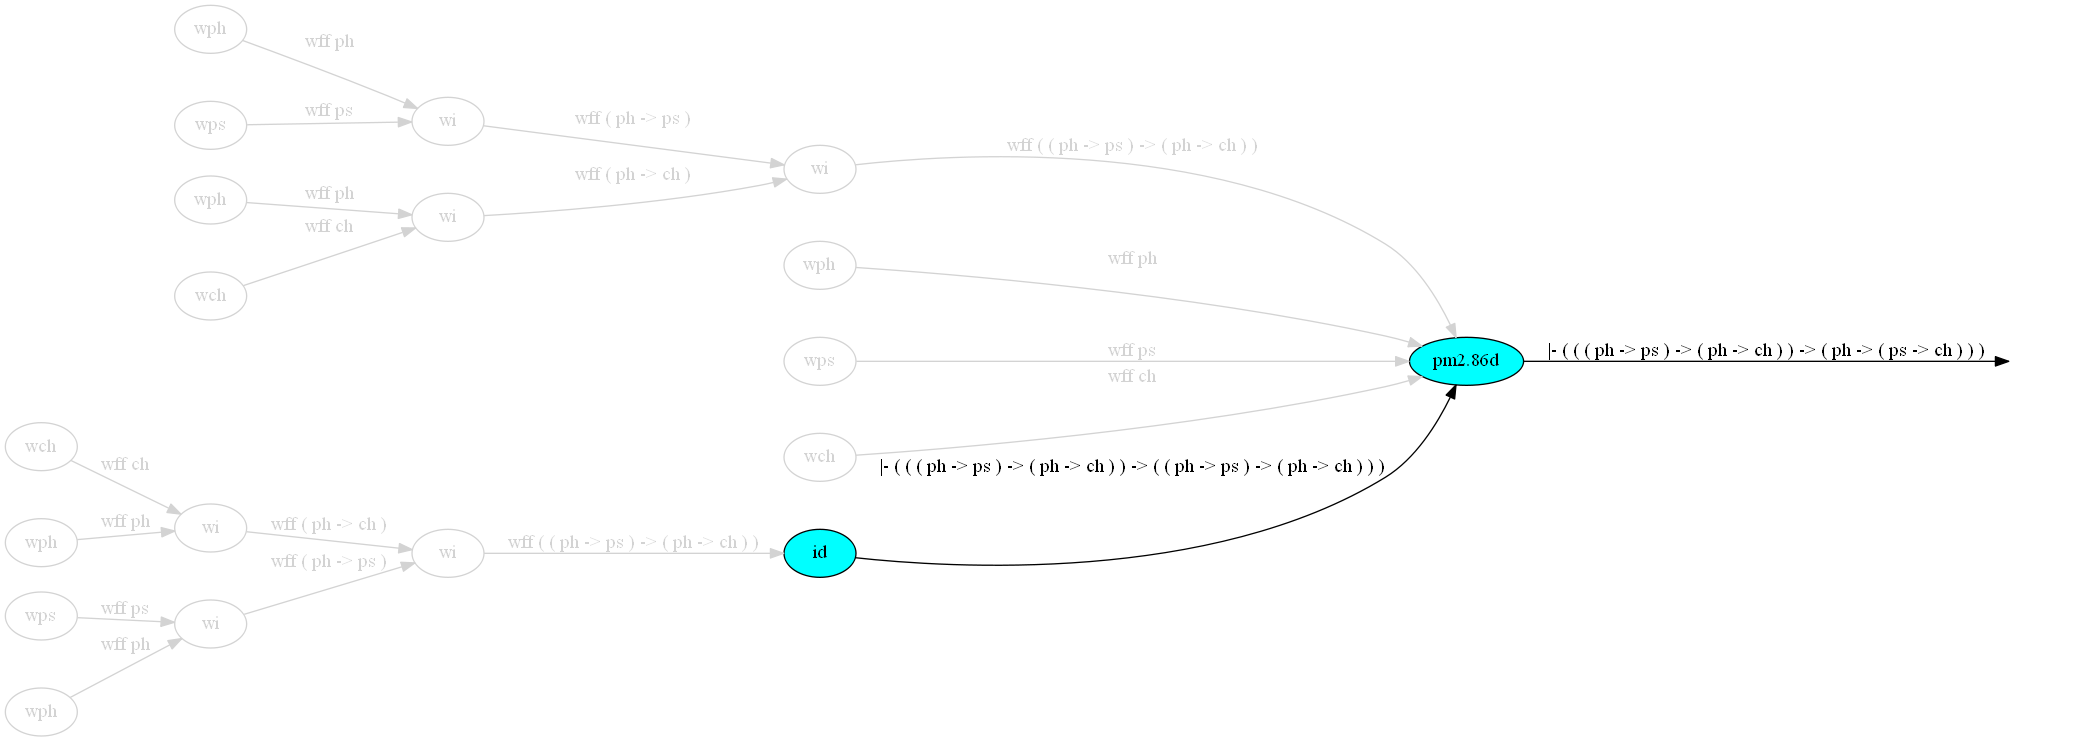 wph
wff ph
wps
wff ps
wi
wff ( ph -> ps )
wff ( ( ph -> ps ) -> ( ph -> ch ) )
wi
wph
wff ph
wff ( ph -> ch )
wi
wff ch
wch
wph
wff ph
wps
wff ps
wff ch
pm2.86d
|- ( ( ( ph -> ps ) -> ( ph -> ch ) ) -> ( ph -> ( ps -> ch ) ) )
wch
|- ( ( ( ph -> ps ) -> ( ph -> ch ) ) -> ( ( ph -> ps ) -> ( ph -> ch ) ) )
wch
wff ch
wph
wff ph
wi
wff ( ph -> ch )
wff ( ph -> ps )
wi
wff ( ( ph -> ps ) -> ( ph -> ch ) )
id
wps
wff ps
wi
wff ph
wph